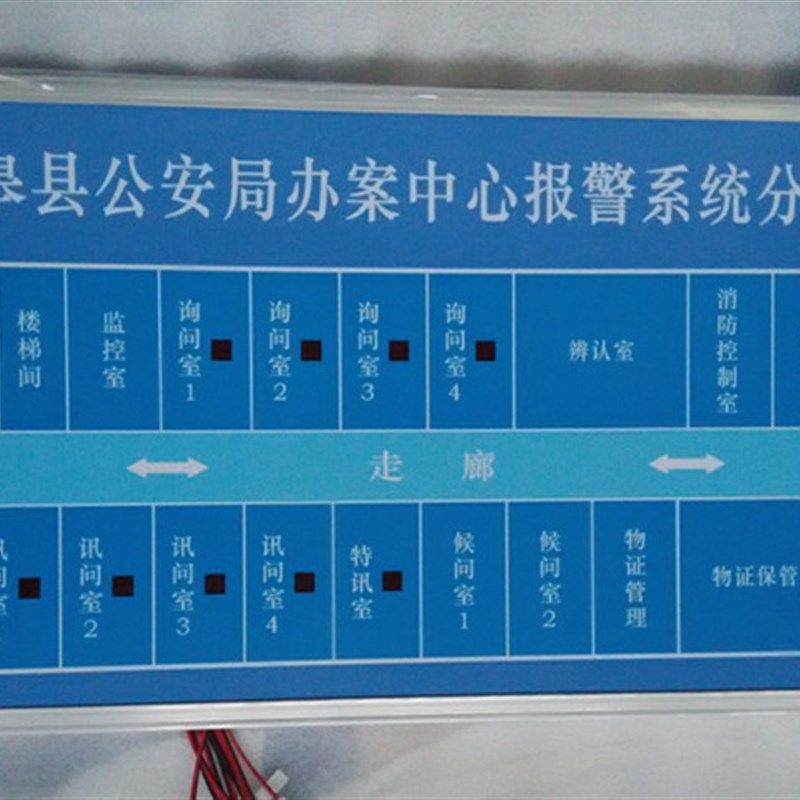 县公安局办案中心报警系统分
楼梯间
监控室
询问室1
询问室2
询问室3
询问室4
辨认室
消防控制室
走廊
讯问室2
讯问室3
讯问室4
特讯室
候问室1
候问室2
物证管理
物证保管